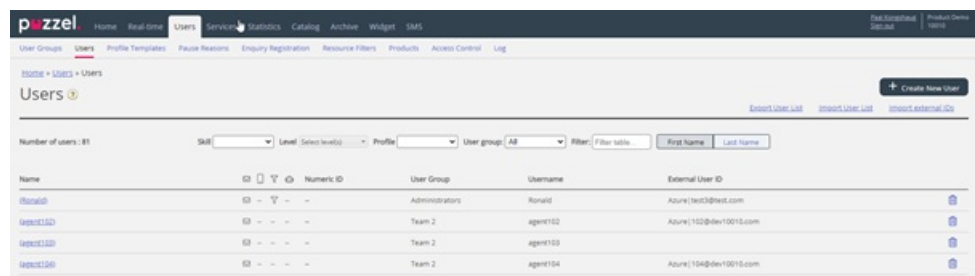 puzzel. Home Real-time Users Services Statistics Catalog Archive Widget SMS
Paal Kongshaud Product Demo
Sign out 10010
User Groups Users Profile Templates Pause Reasons Enquiry Registration Resource Filters Products Access Control Log
Home » Users » Users
Users ?
+ Create New User
Export User List Import User List Import external IDs
Number of users : 81 Skill Level Select level(s) Profile User group: All Filter: Filter table... First Name Last Name
Name Numeric ID User Group Username External User ID
(Ronald) – – – Administrators Ronald Azure|test3@test.com
(agent102) – – – – Team 2 agent102 Azure|102@dev10010.com
(agent103) – – – – Team 2 agent103
(agent104) – – – – Team 2 agent104 Azure|104@dev10010.com